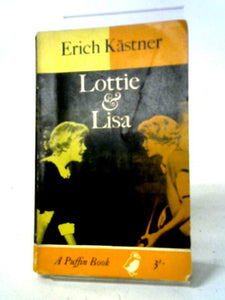 Erich Kästner
Lottie
&
Lisa
A Puffin Book
3'-